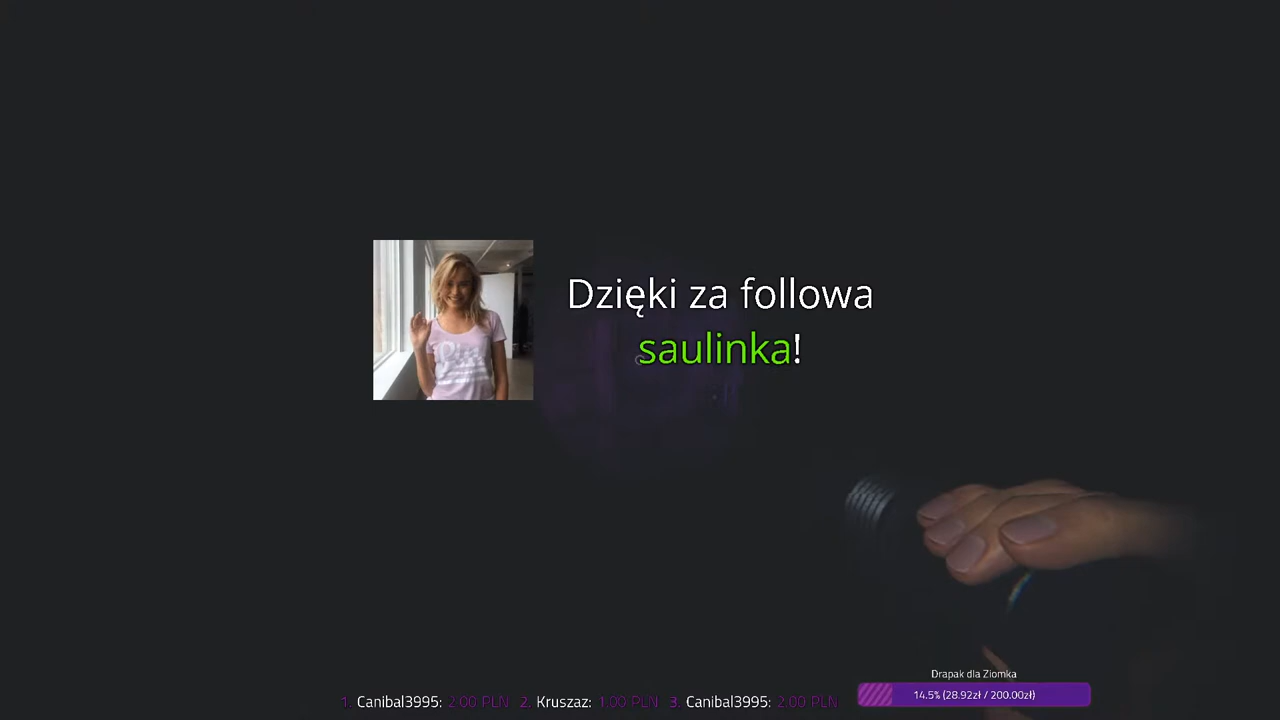 Dzięki za followa
saulinka!
Drapak dla Ziomka
14.5% (28.92zł / 200.00zł)
1. Canibal3995: 2.00 PLN 2. Kruszaz: 1.00 PLN 3. Canibal3995: 2.00 PLN